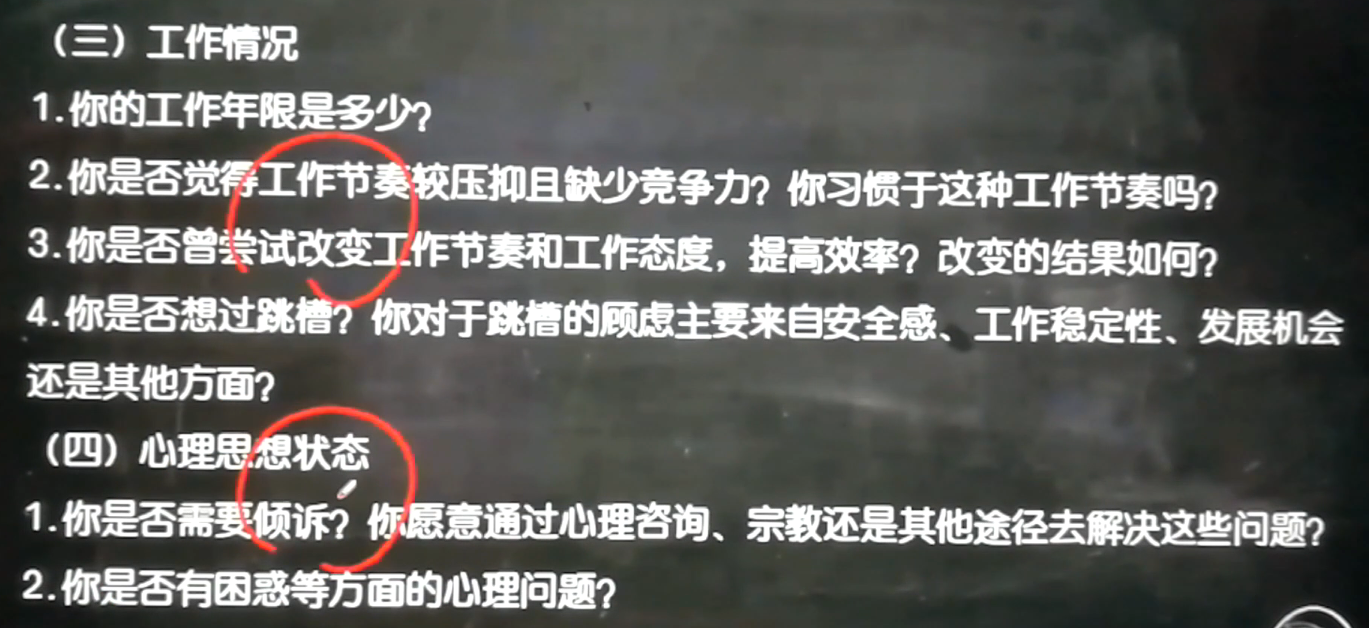 （三）工作情况
1.你的工作年限是多少？
2.你是否觉得工作节奏较压抑且缺少竞争力？你习惯于这种工作节奏吗？
3.你是否曾尝试改变工作节奏和工作态度，提高效率？改变的结果如何？
4.你是否想过跳槽？你对于跳槽的顾虑主要来自安全感、工作稳定性、发展机会
还是其他方面？
（四）心理思想状态
1.你是否需要倾诉？你愿意通过心理咨询、宗教还是其他途径去解决这些问题？
2.你是否有困惑等方面的心理问题？